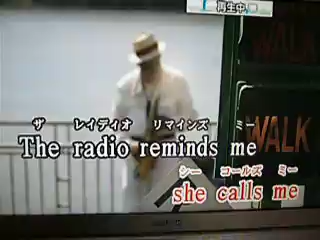 再生中
WALK
ザ レイディオ リマインズ ミー
The radio reminds me
WALK
シー コールズ ミー
she calls me